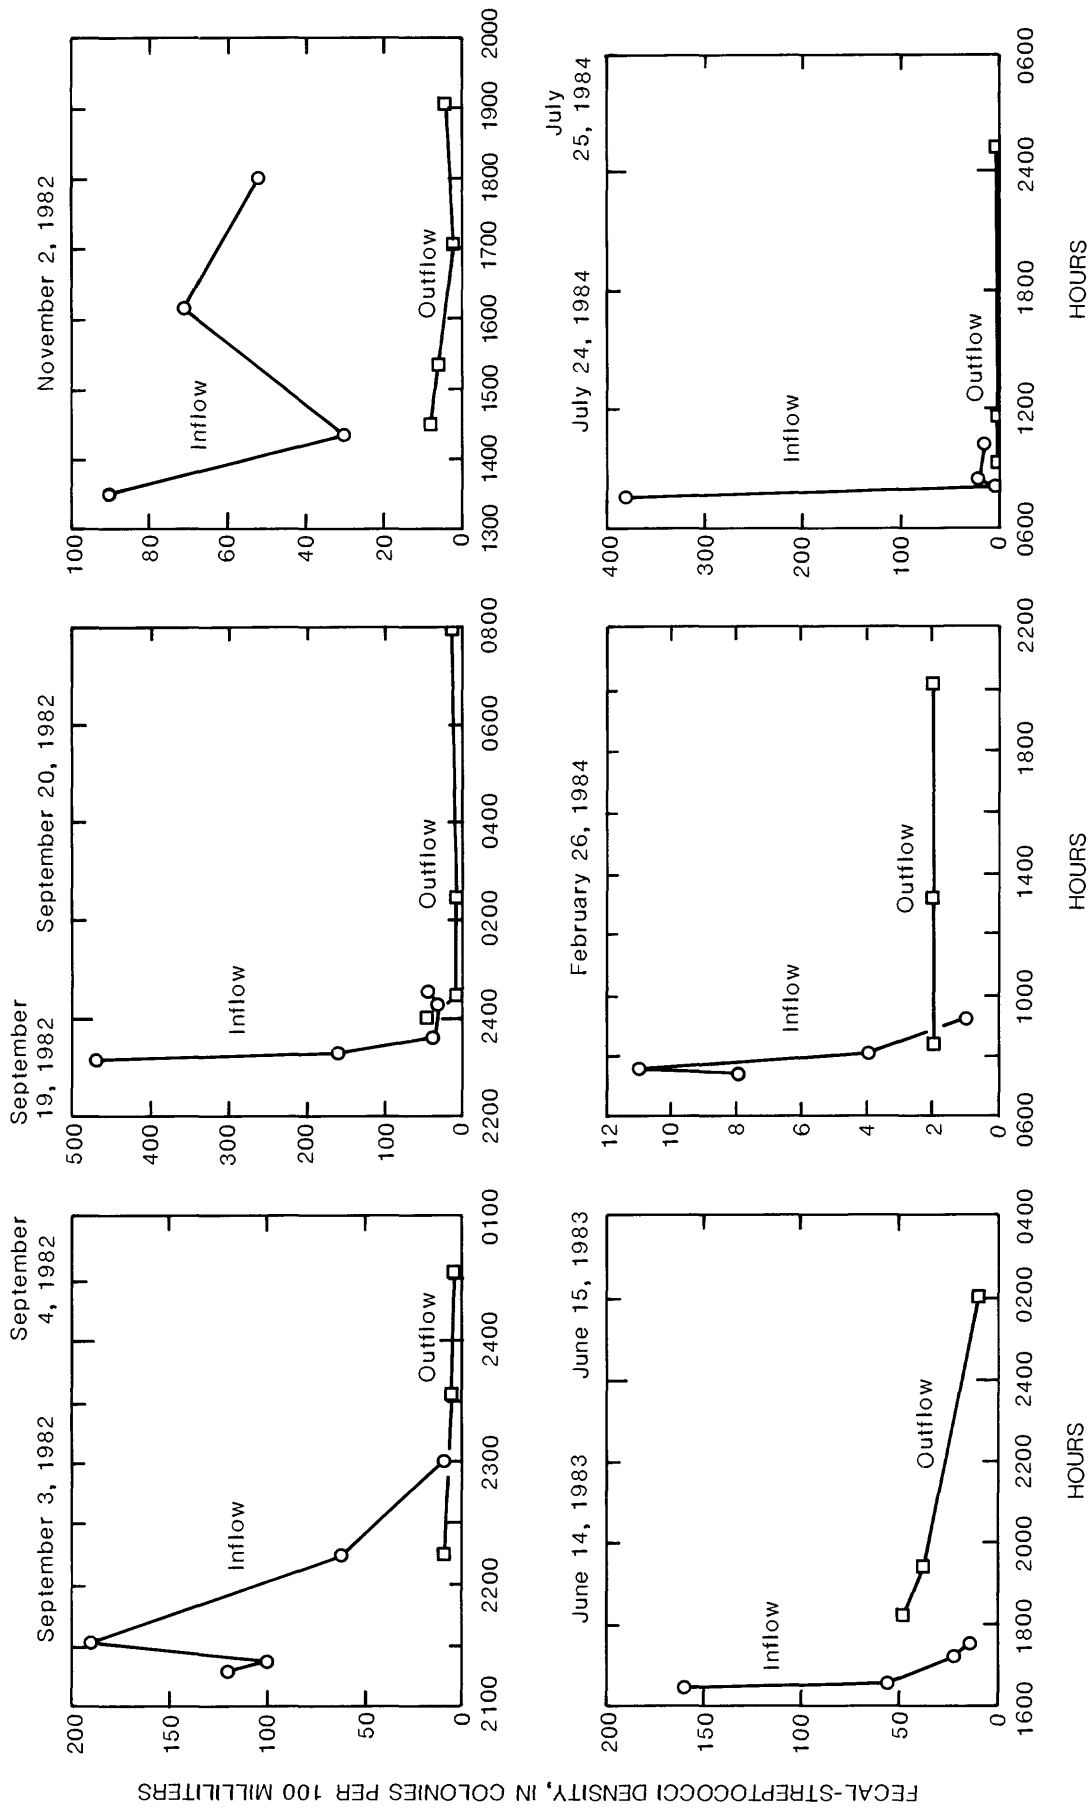 FECAL-STREPTOCOCCI DENSITY, IN COLONIES PER 100 MILLILITERS
September 3, 1982
September
4, 1982
200
150
100
50
0
Inflow
Outflow
2100
2200
2300
2400
0100
September
19, 1982
September 20, 1982
500
400
300
200
100
0
Inflow
Outflow
2200
2400
0200
0400
0600
0800
November 2, 1982
100
80
60
40
20
0
Inflow
Outflow
1300
1400
1500
1600
1700
1800
1900
2000
June 14, 1983
June 15, 1983
200
150
100
50
0
Inflow
Outflow
1600
1800
2000
2200
2400
0200
0400
HOURS
February 26, 1984
12
10
8
6
4
2
0
Inflow
Outflow
0600
1000
1400
1800
2200
HOURS
July 24, 1984
July
25, 1984
400
300
200
100
0
Inflow
Outflow
0600
1200
1800
2400
0600
HOURS